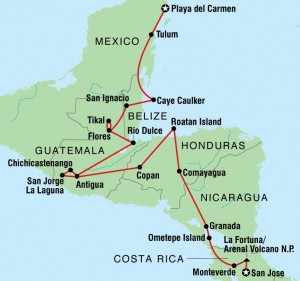 Playa del Carmen
MEXICO
Tulum
San Ignacio
Caye Caulker
Tikal
BELIZE
Flores
Rio Dulce
Roatan Island
GUATEMALA
Chichicastenango
HONDURAS
San Jorge
La Laguna
Antigua
Copan
Comayagua
NICARAGUA
Granada
Ometepe Island
La Fortuna/
Arenal Volcano N.P.
COSTA RICA
Monteverde
San Jose